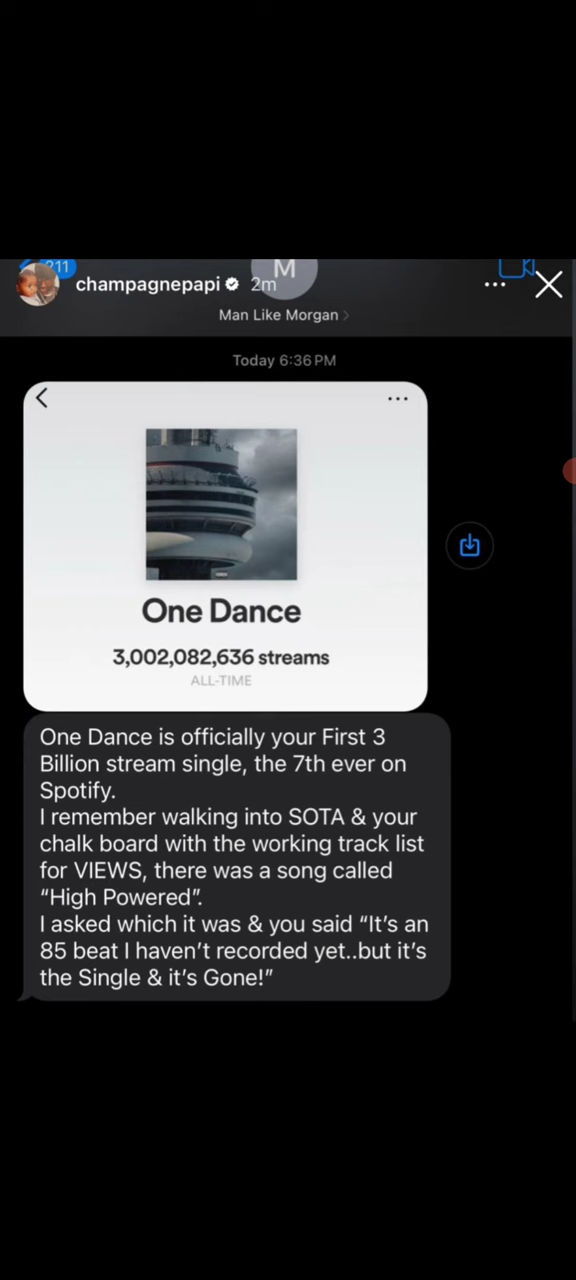 211
champagnepapi 2m
M
Man Like Morgan
Today 6:36 PM
One Dance
3,002,082,636 streams
ALL-TIME
One Dance is officially your First 3
Billion stream single, the 7th ever on
Spotify.
I remember walking into SOTA & your
chalk board with the working track list
for VIEWS, there was a song called
“High Powered”.
I asked which it was & you said “It’s an
85 beat I haven’t recorded yet..but it’s
the Single & it’s Gone!”